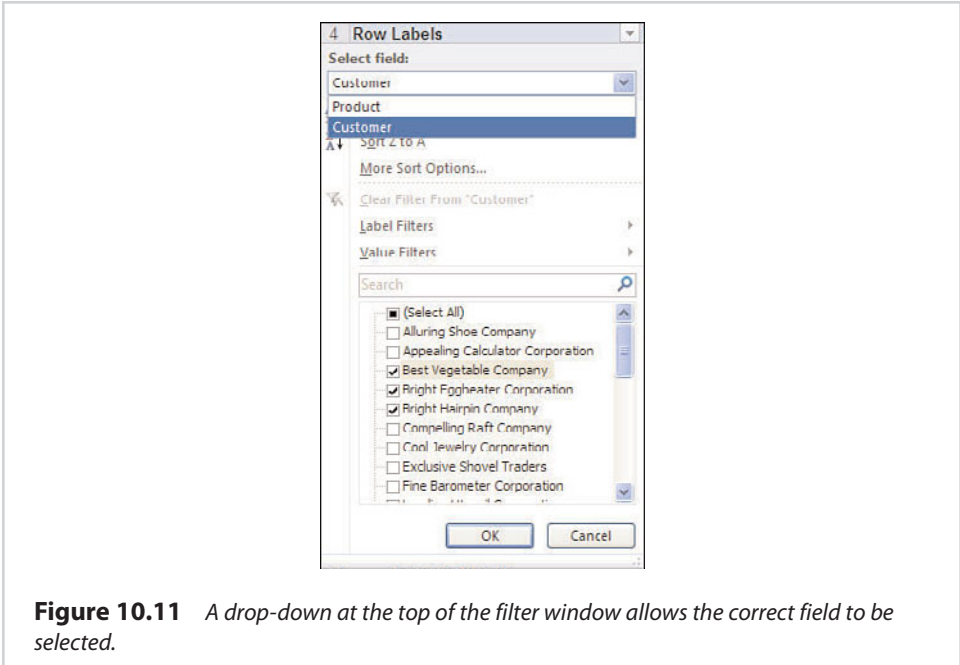 4 Row Labels
Select field:
Customer
Product
Customer
Sort Z to A
More Sort Options...
Clear Filter From "Customer"
Label Filters
Value Filters
Search
(Select All)
Alluring Shoe Company
Appealing Calculator Corporation
Best Vegetable Company
Bright Eggbeater Corporation
Bright Hairpin Company
Compelling Raft Company
Cool Jewelry Corporation
Exclusive Shovel Traders
Fine Barometer Corporation
OK Cancel
Figure 10.11 A drop-down at the top of the filter window allows the correct field to be
selected.